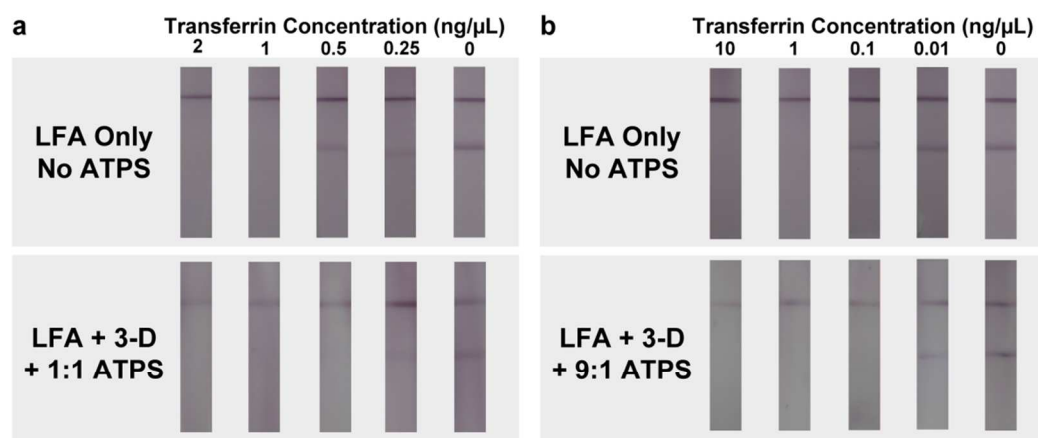 a
Transferrin Concentration (ng/µL)
2 1 0.5 0.25 0
LFA Only
No ATPS
LFA + 3-D
+ 1:1 ATPS
b
Transferrin Concentration (ng/µL)
10 1 0.1 0.01 0
LFA Only
No ATPS
LFA + 3-D
+ 9:1 ATPS